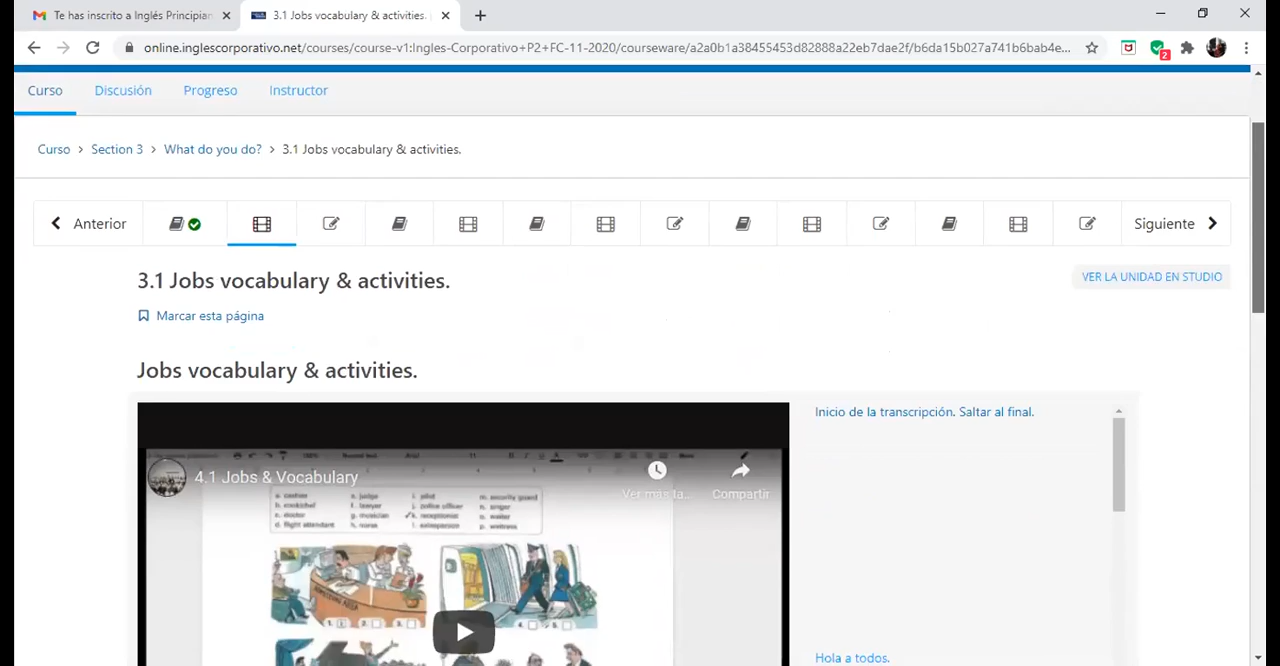 Te has inscrito a Inglés Principian
3.1 Jobs vocabulary & activities.
online.inglescorporativo.net/courses/course-v1:Ingles-Corporativo+P2+FC-11-2020/courseware/a2a0b1a38455453d82888a22eb7dae2f/b6da15b027a741b6bab4e...
2
Curso Discusión Progreso Instructor
Curso > Section 3 > What do you do? > 3.1 Jobs vocabulary & activities.
Anterior Siguiente
3.1 Jobs vocabulary & activities.
VER LA UNIDAD EN STUDIO
Marcar esta página
Jobs vocabulary & activities.
Inicio de la transcripción. Saltar al final.
4.1 Jobs & Vocabulary
Ver más ta... Compartir
a. cashier e. judge i. pilot m. security guard
b. cook/chef f. lawyer j. police officer n. singer
c. doctor g. musician k. receptionist o. waiter
d. flight attendant h. nurse l. salesperson p. waitress
Hola a todos.